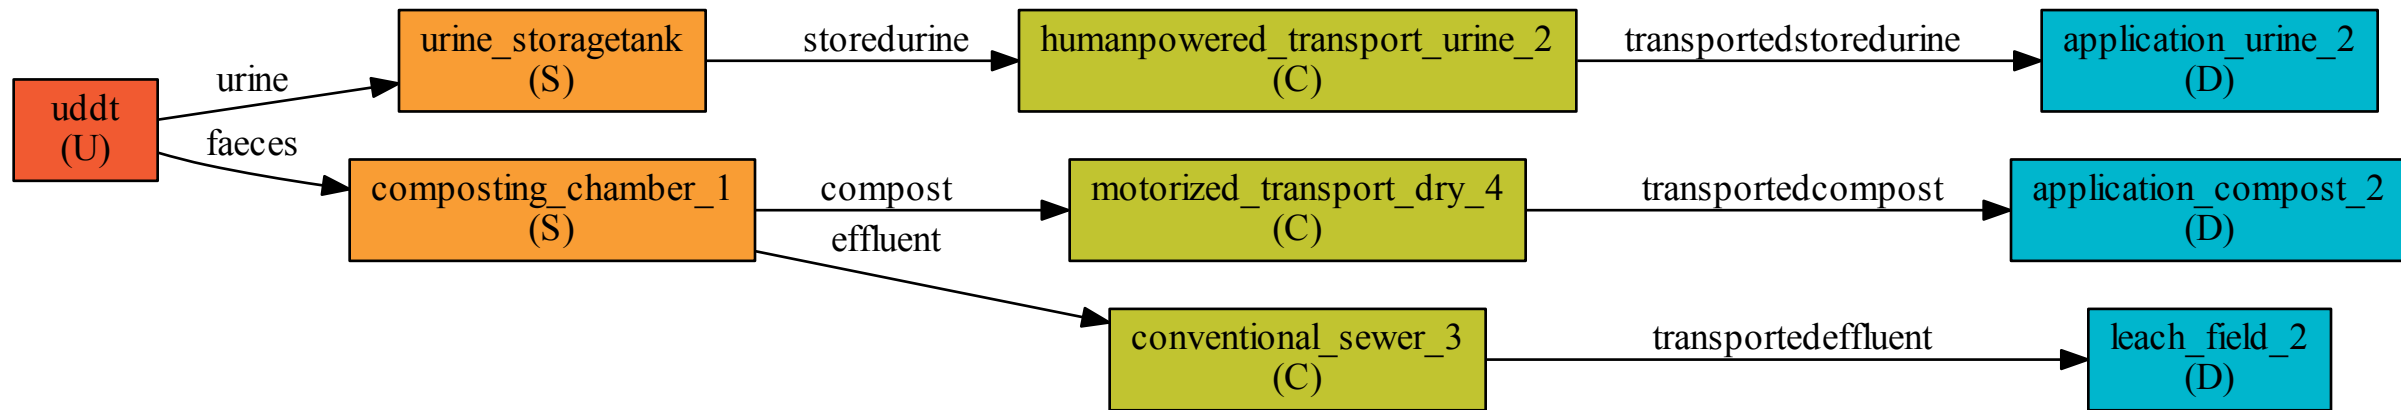 uddt
(U)
urine
faeces
urine_storagetank
(S)
composting_chamber_1
(S)
storedurine
compost
effluent
humanpowered_transport_urine_2
(C)
motorized_transport_dry_4
(C)
conventional_sewer_3
(C)
transportedstoredurine
transportedcompost
transportedeffluent
application_urine_2
(D)
application_compost_2
(D)
leach_field_2
(D)